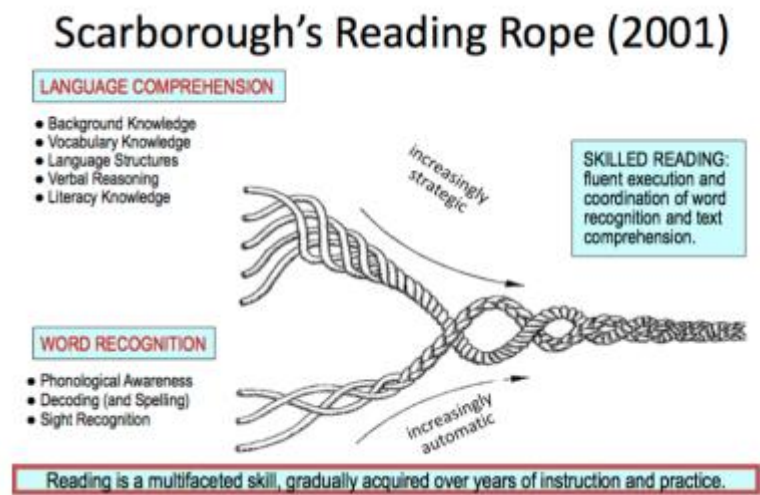 Scarborough's Reading Rope (2001)
LANGUAGE COMPREHENSION
● Background Knowledge
● Vocabulary Knowledge
● Language Structures
● Verbal Reasoning
● Literacy Knowledge
increasingly
strategic
SKILLED READING:
fluent execution and
coordination of word
recognition and text
comprehension.
WORD RECOGNITION
● Phonological Awareness
● Decoding (and Spelling)
● Sight Recognition
increasingly
automatic
Reading is a multifaceted skill, gradually acquired over years of instruction and practice.